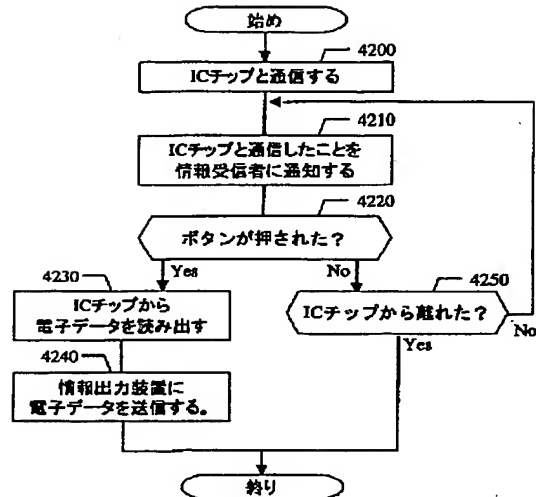 始め
4200
ICチップと通信する
4210
ICチップと通信したことを
情報受信者に通知する
4220
ボタンが押された？
Yes
No
4230
ICチップから
電子データを読み出す
4250
ICチップから離れた？
No
Yes
4240
情報出力装置に
電子データを送信する。
終り